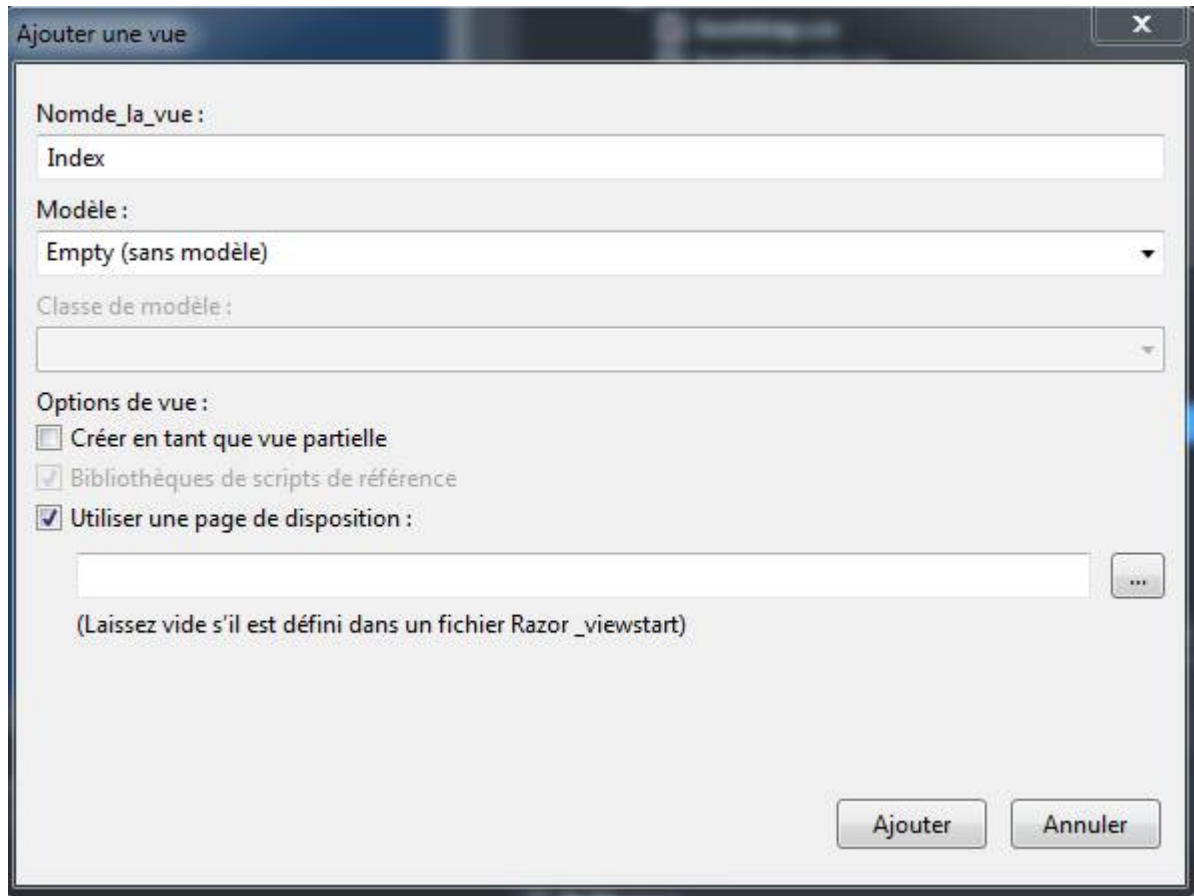 Ajouter une vue
Nomde_la_vue :
Index
Modèle :
Empty (sans modèle)
Classe de modèle :
Options de vue :
Créer en tant que vue partielle
Bibliothèques de scripts de référence
Utiliser une page de disposition :
...
(Laissez vide s'il est défini dans un fichier Razor _viewstart)
Ajouter Annuler